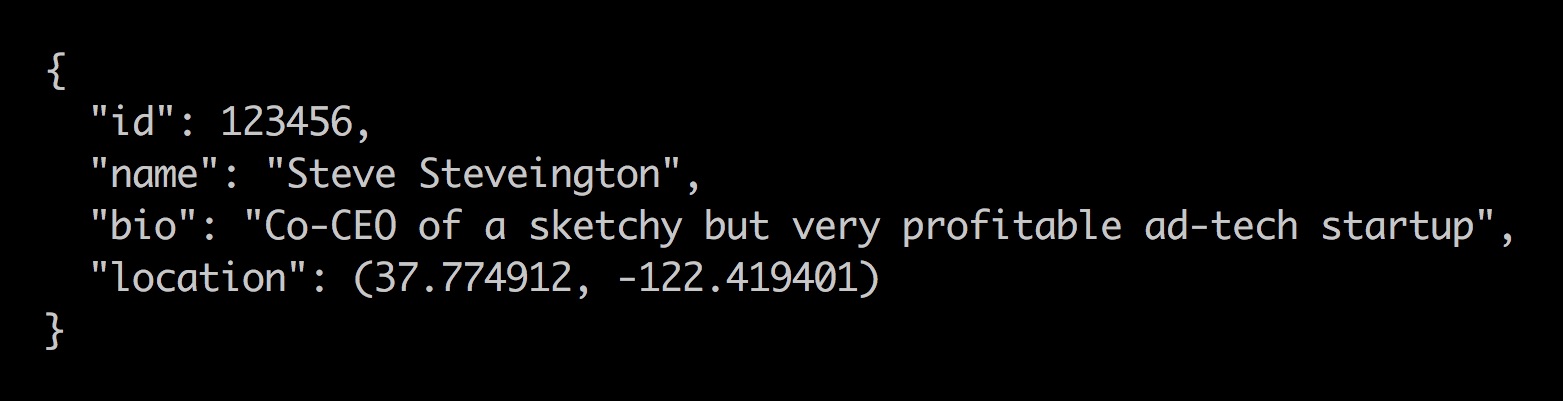 {
"id": 123456,
"name": "Steve Steveington",
"bio": "Co-CEO of a sketchy but very profitable ad-tech startup",
"location": (37.774912, -122.419401)
}